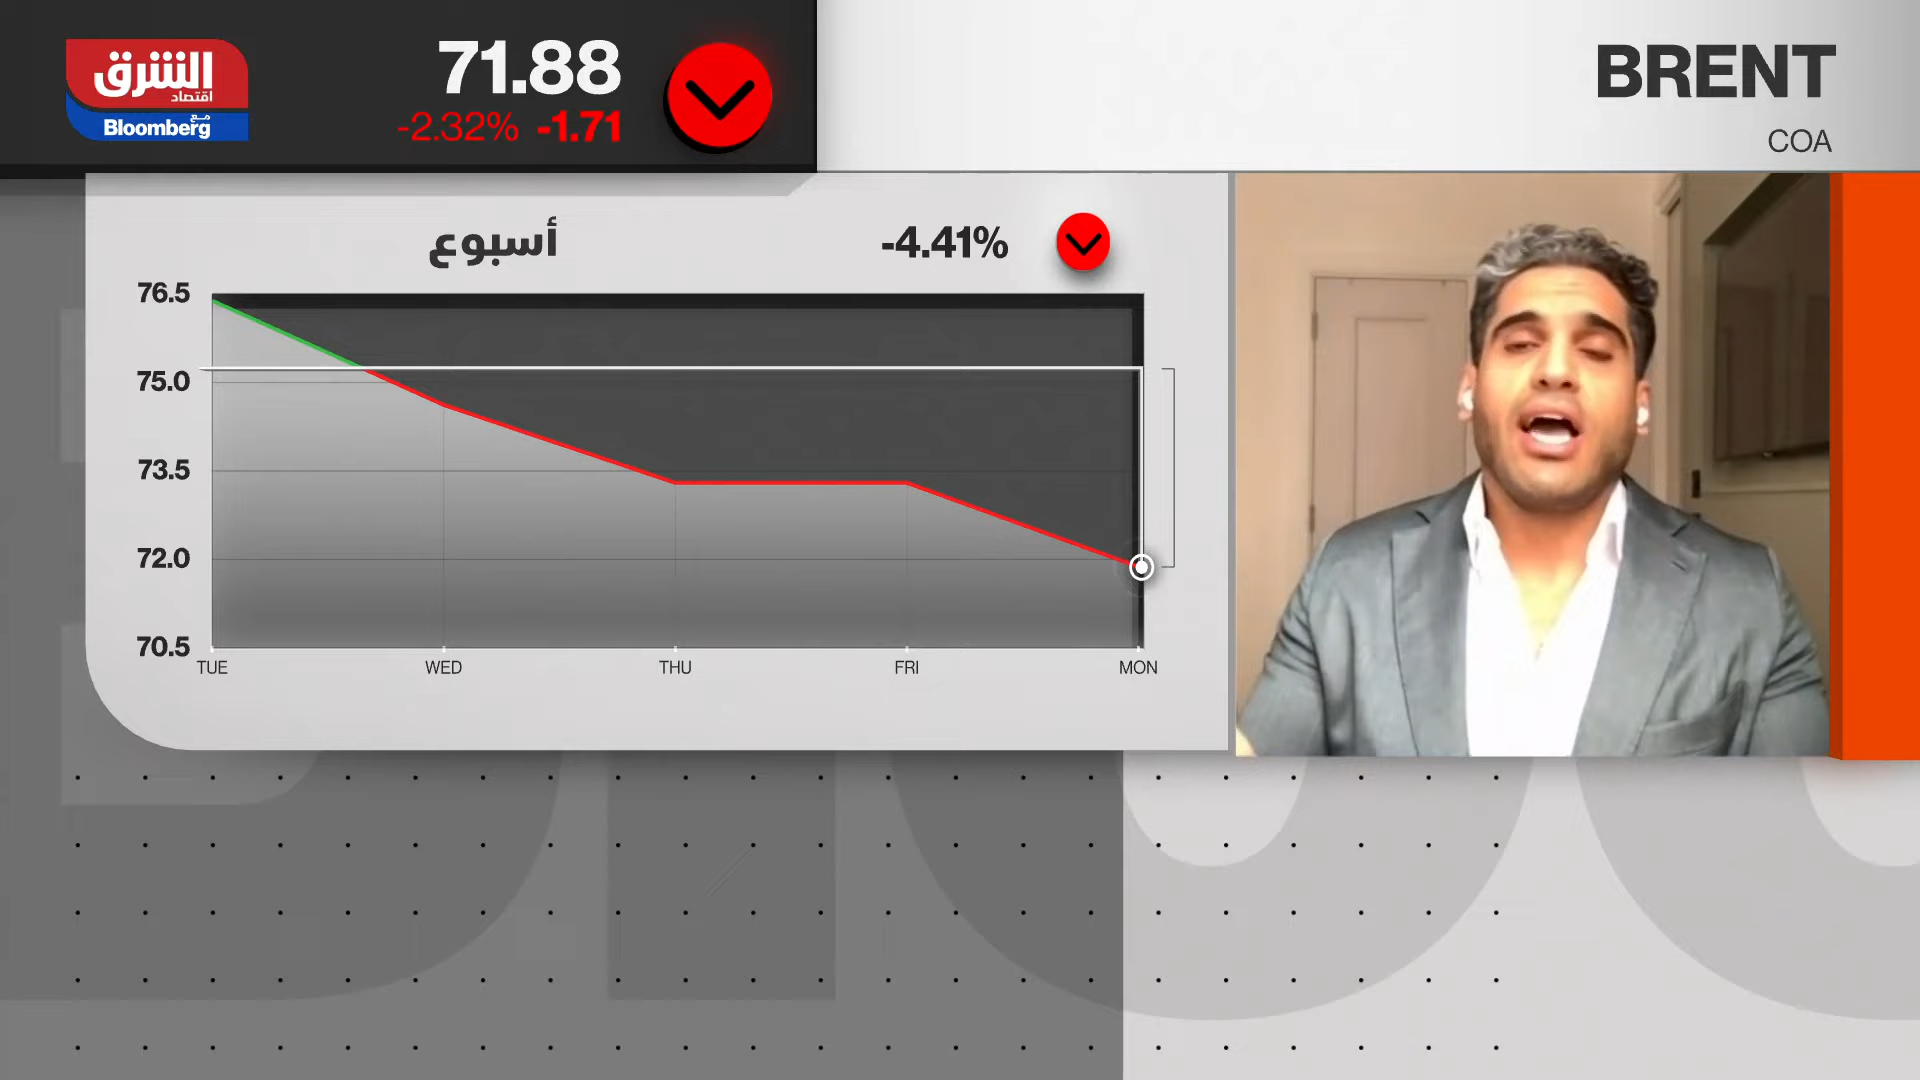 الشرق
اقتصاد
مع
Bloomberg
71.88
-2.32% -1.71
BRENT
COA
أسبوع
-4.41%
76.5
75.0
73.5
72.0
70.5
TUE WED THU FRI MON